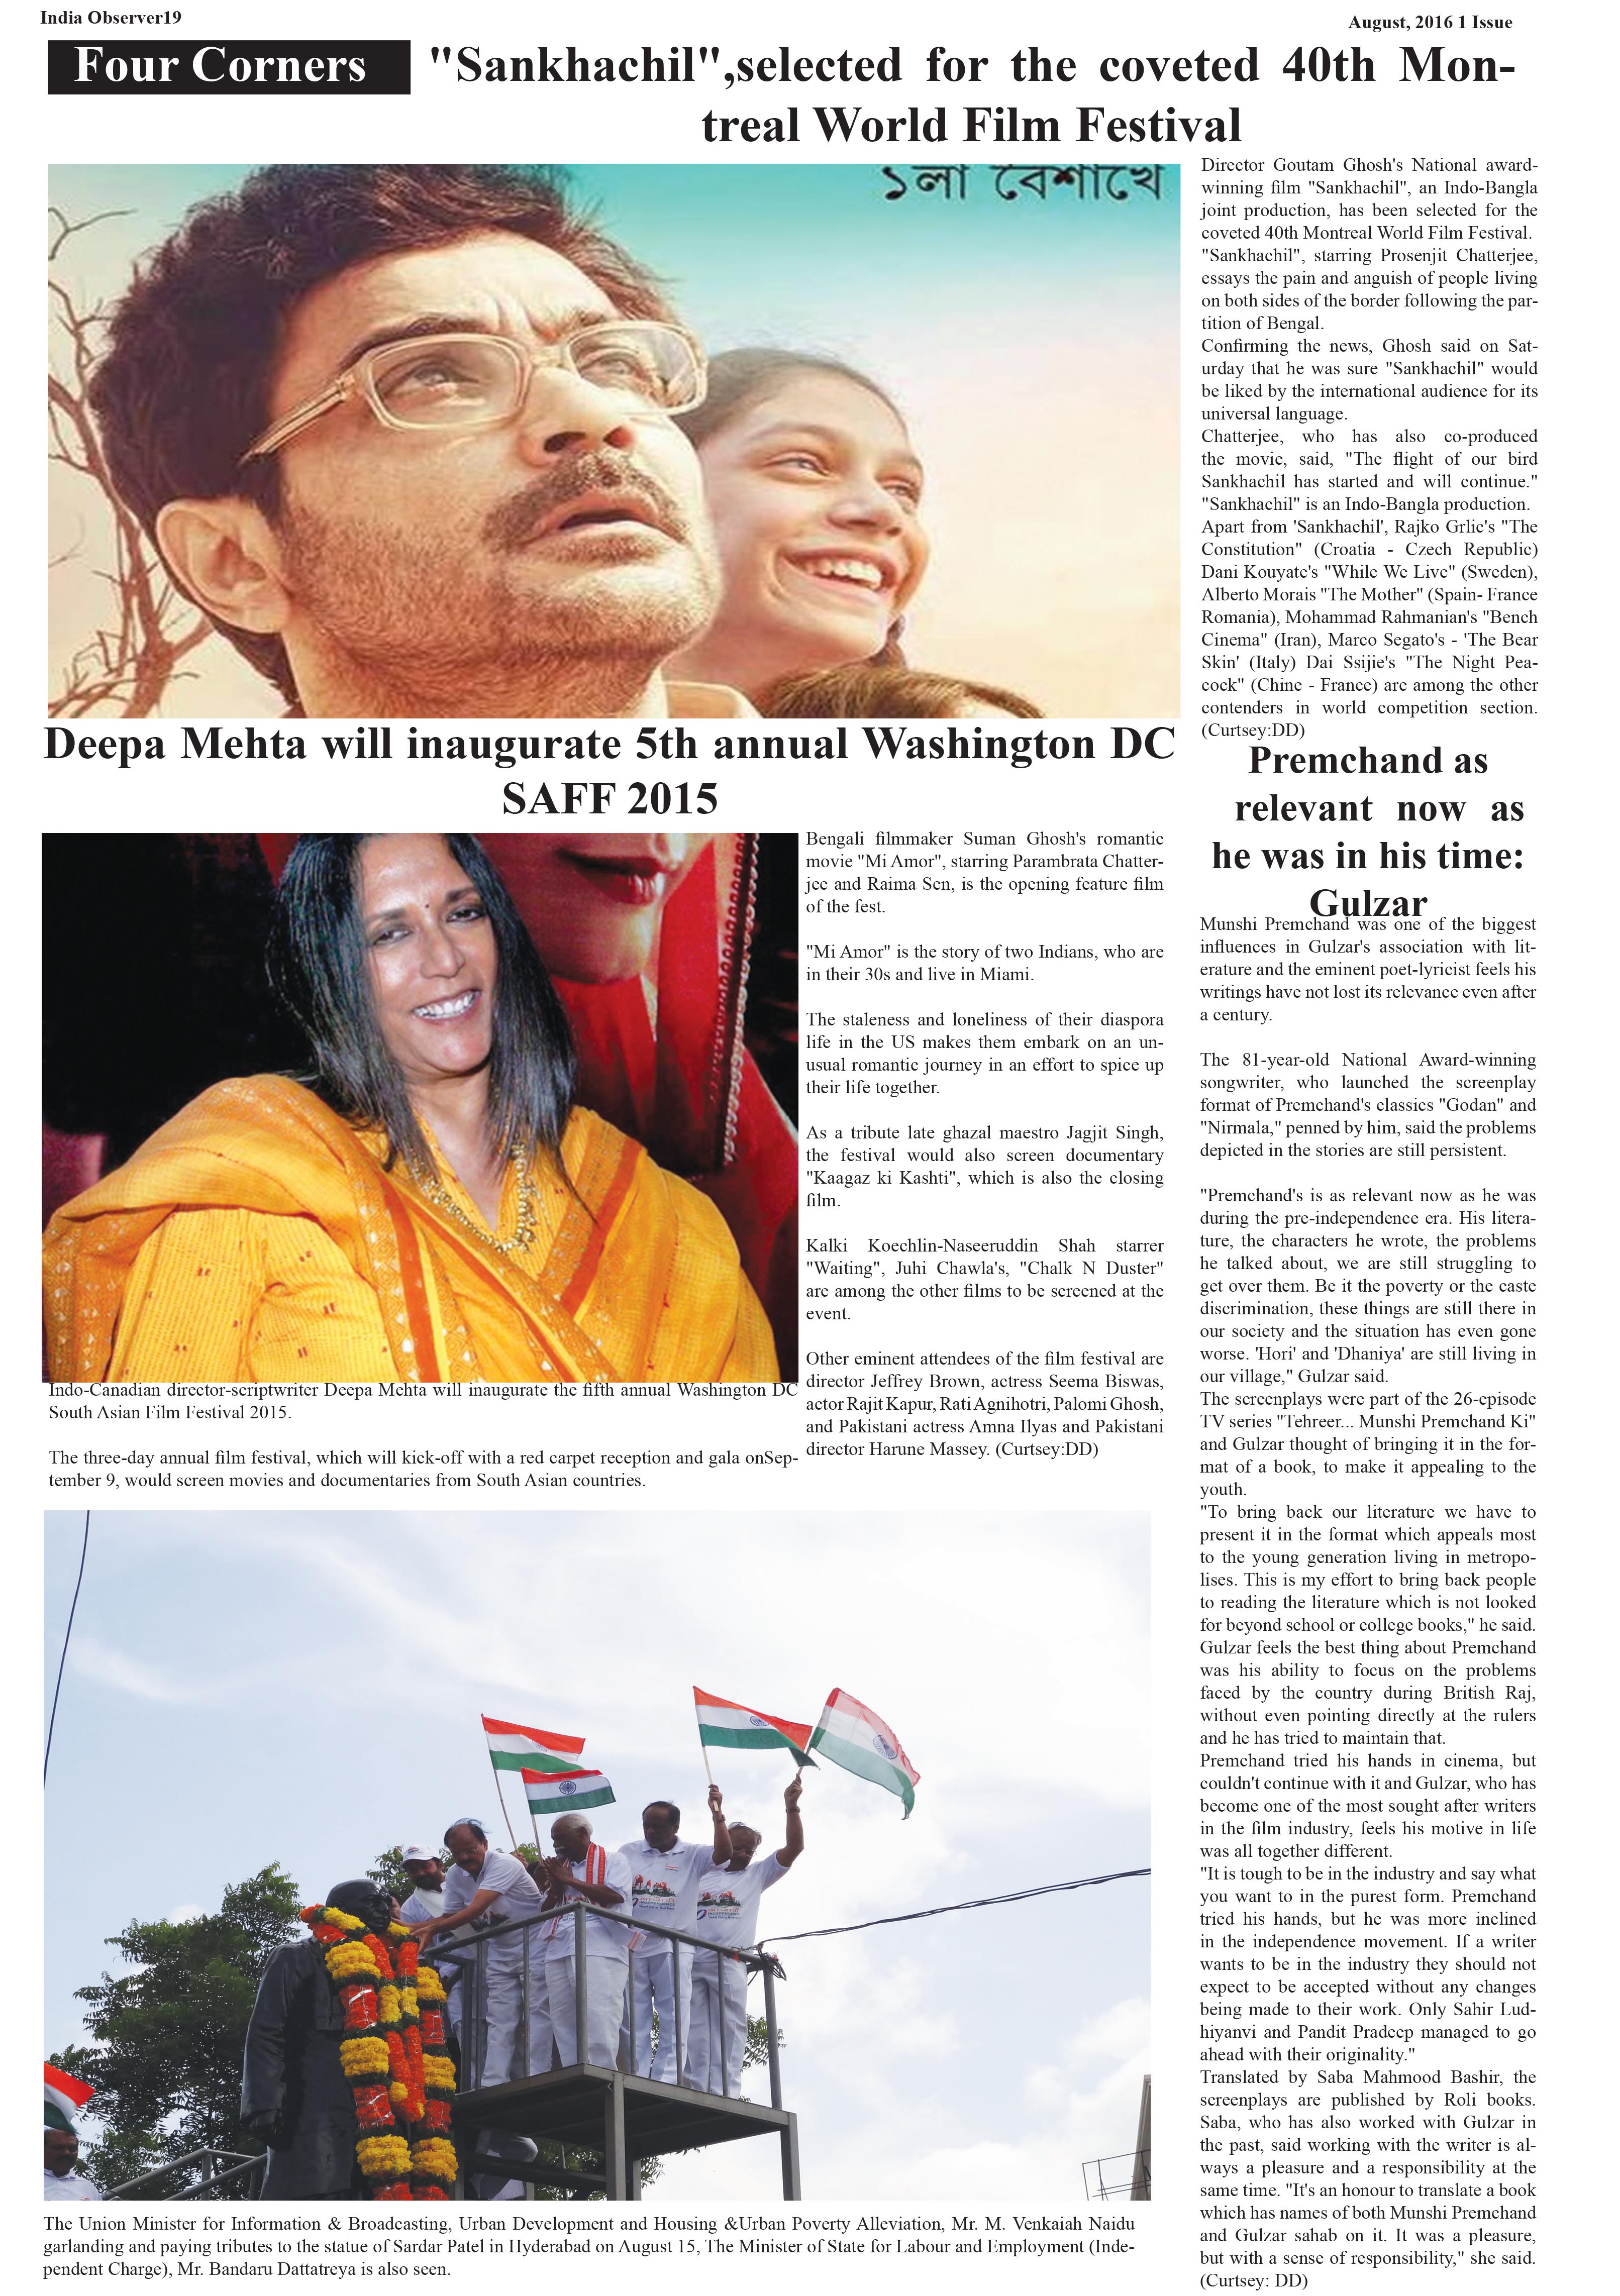 India Observer19
August, 2016 1 Issue
Four Corners
"Sankhachil",selected for the coveted 40th Mon-
treal World Film Festival
১লা বৈশাখে
Director Goutam Ghosh's National award-
winning film "Sankhachil", an Indo-Bangla
joint production, has been selected for the
coveted 40th Montreal World Film Festival.
"Sankhachil", starring Prosenjit Chatterjee,
essays the pain and anguish of people living
on both sides of the border following the par-
tition of Bengal.
Confirming the news, Ghosh said on Sat-
urday that he was sure "Sankhachil" would
be liked by the international audience for its
universal language.
Chatterjee, who has also co-produced
the movie, said, "The flight of our bird
Sankhachil has started and will continue."
"Sankhachil" is an Indo-Bangla production.
Apart from 'Sankhachil', Rajko Grlic's "The
Constitution" (Croatia - Czech Republic)
Dani Kouyate's "While We Live" (Sweden),
Alberto Morais "The Mother" (Spain- France
Romania), Mohammad Rahmanian's "Bench
Cinema" (Iran), Marco Segato's - 'The Bear
Skin' (Italy) Dai Ssijie's "The Night Pea-
cock" (Chine - France) are among the other
contenders in world competition section.
(Curtsey:DD)
Deepa Mehta will inaugurate 5th annual Washington DC
SAFF 2015
Indo-Canadian director-scriptwriter Deepa Mehta will inaugurate the fifth annual Washington DC
South Asian Film Festival 2015.
The three-day annual film festival, which will kick-off with a red carpet reception and gala onSep-
tember 9, would screen movies and documentaries from South Asian countries.
Bengali filmmaker Suman Ghosh's romantic
movie "Mi Amor", starring Parambrata Chatter-
jee and Raima Sen, is the opening feature film
of the fest.
"Mi Amor" is the story of two Indians, who are
in their 30s and live in Miami.
The staleness and loneliness of their diaspora
life in the US makes them embark on an un-
usual romantic journey in an effort to spice up
their life together.
As a tribute late ghazal maestro Jagjit Singh,
the festival would also screen documentary
"Kaagaz ki Kashti", which is also the closing
film.
Kalki Koechlin-Naseeruddin Shah starrer
"Waiting", Juhi Chawla's, "Chalk N Duster"
are among the other films to be screened at the
event.
Other eminent attendees of the film festival are
director Jeffrey Brown, actress Seema Biswas,
actor Rajit Kapur, Rati Agnihotri, Palomi Ghosh,
and Pakistani actress Amna Ilyas and Pakistani
director Harune Massey. (Curtsey:DD)
Premchand as
relevant now as
he was in his time:
Gulzar
Munshi Premchand was one of the biggest
influences in Gulzar's association with lit-
erature and the eminent poet-lyricist feels his
writings have not lost its relevance even after
a century.
The 81-year-old National Award-winning
songwriter, who launched the screenplay
format of Premchand's classics "Godan" and
"Nirmala," penned by him, said the problems
depicted in the stories are still persistent.
"Premchand's is as relevant now as he was
during the pre-independence era. His litera-
ture, the characters he wrote, the problems
he talked about, we are still struggling to
get over them. Be it the poverty or the caste
discrimination, these things are still there in
our society and the situation has even gone
worse. 'Hori' and 'Dhaniya' are still living in
our village," Gulzar said.
The screenplays were part of the 26-episode
TV series "Tehreer... Munshi Premchand Ki"
and Gulzar thought of bringing it in the for-
mat of a book, to make it appealing to the
youth.
"To bring back our literature we have to
present it in the format which appeals most
to the young generation living in metropo-
lises. This is my effort to bring back people
to reading the literature which is not looked
for beyond school or college books," he said.
Gulzar feels the best thing about Premchand
was his ability to focus on the problems
faced by the country during British Raj,
without even pointing directly at the rulers
and he has tried to maintain that.
Premchand tried his hands in cinema, but
couldn't continue with it and Gulzar, who has
become one of the most sought after writers
in the film industry, feels his motive in life
was all together different.
"It is tough to be in the industry and say what
you want to in the purest form. Premchand
tried his hands, but he was more inclined
in the independence movement. If a writer
wants to be in the industry they should not
expect to be accepted without any changes
being made to their work. Only Sahir Lud-
hiyanvi and Pandit Pradeep managed to go
ahead with their originality."
Translated by Saba Mahmood Bashir, the
screenplays are published by Roli books.
Saba, who has also worked with Gulzar in
the past, said working with the writer is al-
ways a pleasure and a responsibility at the
same time. "It's an honour to translate a book
which has names of both Munshi Premchand
and Gulzar sahab on it. It was a pleasure,
but with a sense of responsibility," she said.
(Curtsey: DD)
The Union Minister for Information & Broadcasting, Urban Development and Housing &Urban Poverty Alleviation, Mr. M. Venkaiah Naidu
garlanding and paying tributes to the statue of Sardar Patel in Hyderabad on August 15, The Minister of State for Labour and Employment (Inde-
pendent Charge), Mr. Bandaru Dattatreya is also seen.